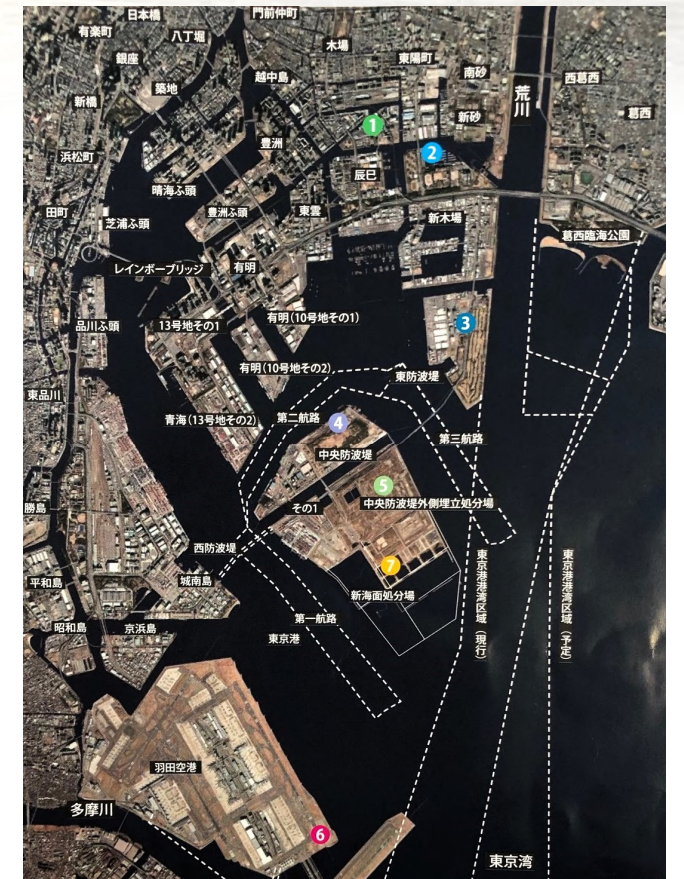 日本橋
門前仲町
有楽町
八丁堀
木場
銀座
東陽町
越中島
南砂
西葛西
築地
荒川
新橋
葛西
新砂
1
豊洲
2
浜松町
辰巳
晴海ふ頭
田町
豊洲ふ頭
東雲
新木場
芝浦ふ頭
葛西臨海公園
レインボーブリッジ
有明
品川ふ頭
13号地その1
有明(10号地その1)
3
有明(10号地その2)
東防波堤
東品川
青海(13号地その2)
第二航路
4
第三航路
中央防波堤
5
中央防波堤外側埋立処分場
その1
勝島
西防波堤
東京港港湾区域(現行)
東京港港湾区域(予定)
7
平和島
城南島
新海面処分場
昭和島
京浜島
第一航路
東京港
羽田空港
多摩川
6
東京湾